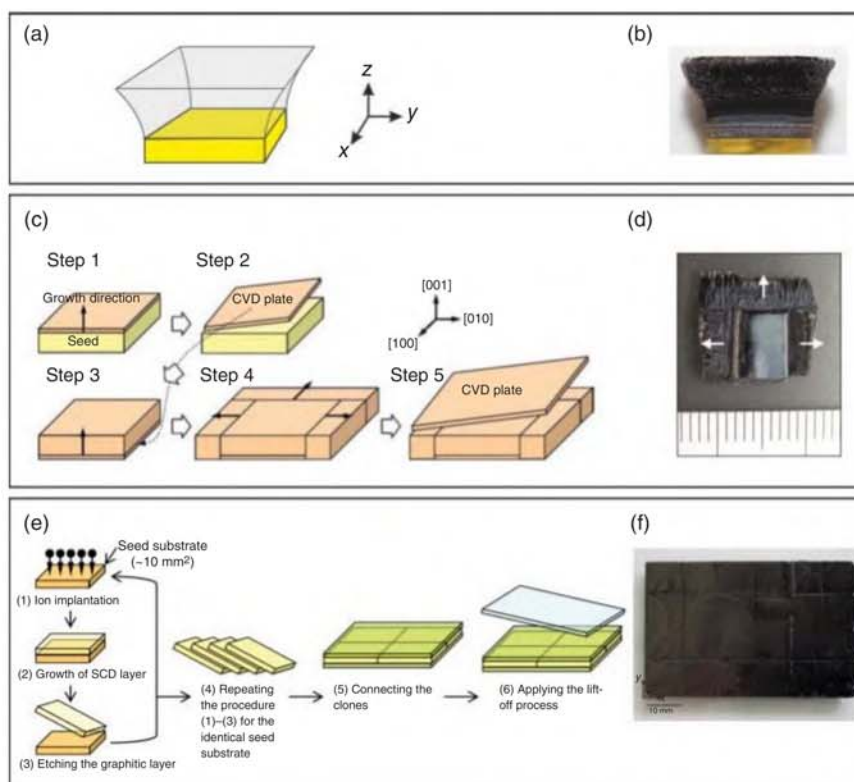 (a)
z
y
x
(b)
(c)
Step 1
Growth direction
Seed
Step 2
CVD plate
[001]
[010]
[100]
Step 3
Step 4
Step 5
CVD plate
(d)
(e)
Seed substrate
(~10 mm²)
(1) Ion implantation
(2) Growth of SCD layer
(3) Etching the graphitic layer
(4) Repeating
the procedure
(1)–(3) for the
identical seed
substrate
(5) Connecting the
clones
(6) Applying the lift-
off process
(f)
y
10 mm